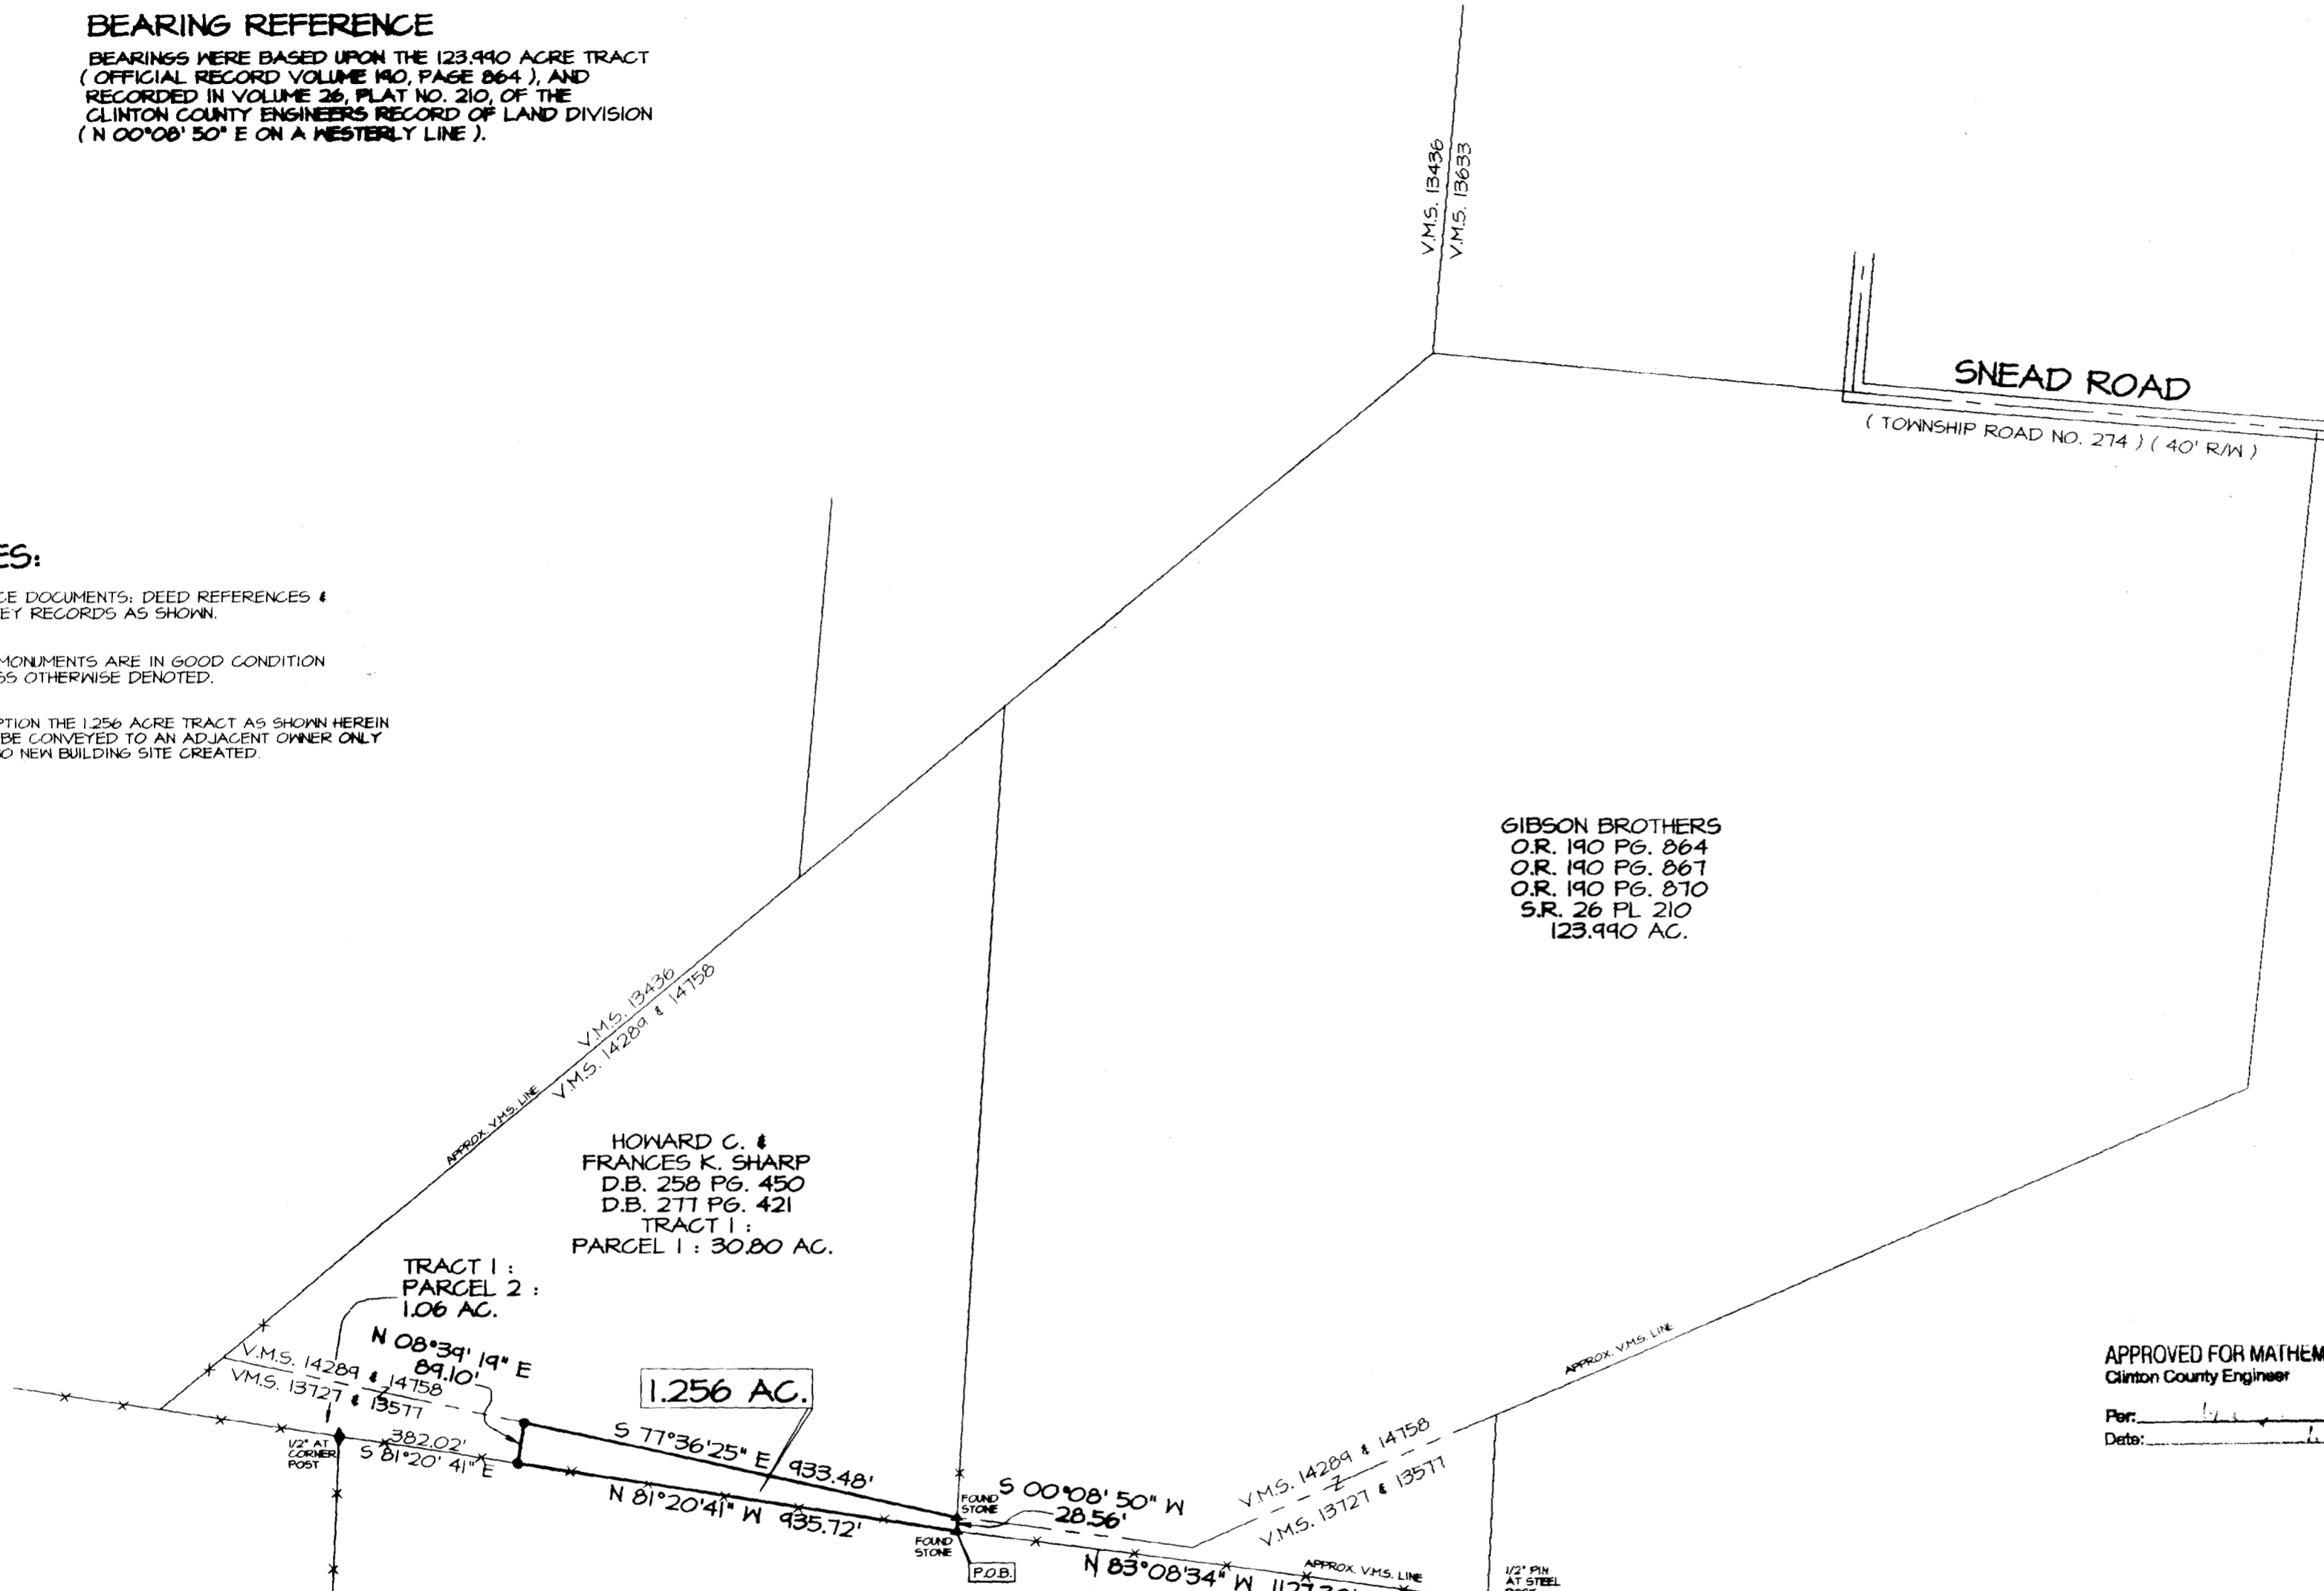 BEARING REFERENCE
BEARINGS WERE BASED UPON THE 123.990 ACRE TRACT
( OFFICIAL RECORD VOLUME 190, PAGE 864 ), AND
RECORDED IN VOLUME 26, PLAT NO. 210, OF THE
CLINTON COUNTY ENGINEERS RECORD OF LAND DIVISION
( N 00°08' 50" E ON A WESTERLY LINE ).
V.M.S. 13436
V.M.S. 13633
SNEAD ROAD
( TOWNSHIP ROAD NO. 274 ) ( 40' R/W )
ES:
CE DOCUMENTS: DEED REFERENCES &
EY RECORDS AS SHOWN.
MONUMENTS ARE IN GOOD CONDITION
SS OTHERWISE DENOTED.
PTION THE 1.256 ACRE TRACT AS SHOWN HEREIN
BE CONVEYED TO AN ADJACENT OWNER ONLY
O NEW BUILDING SITE CREATED.
GIBSON BROTHERS
O.R. 190 PG. 864
O.R. 190 PG. 867
O.R. 190 PG. 870
S.R. 26 PL 210
123.990 AC.
V.M.S. 13436
V.M.S. 14289 & 14758
APPROX. V.M.S. LINE
HOWARD C. &
FRANCES K. SHARP
D.B. 258 PG. 450
D.B. 277 PG. 421
TRACT 1 :
PARCEL 1 : 30.80 AC.
TRACT 1 :
PARCEL 2 :
1.06 AC.
N 08°39' 19" E
89.10'
V.M.S. 14289 & 14758
V.M.S. 13727 & 13577
1.256 AC.
1/2" AT
CORNER
POST
382.02'
S 81°20' 41" E
S 77°36'25" E 933.48'
N 81°20'41" W 935.72'
FOUND
STONE
S 00°08' 50" W
28.56'
FOUND
STONE
P.O.B.
V.M.S. 14289 & 14758
V.M.S. 13727 & 13577
APPROX. V.M.S. LINE
N 83°08'34" W
APPROX. V.M.S. LINE
1/2" PIN
AT STEEL
APPROVED FOR MATHEM
Clinton County Engineer
Per:
Date: